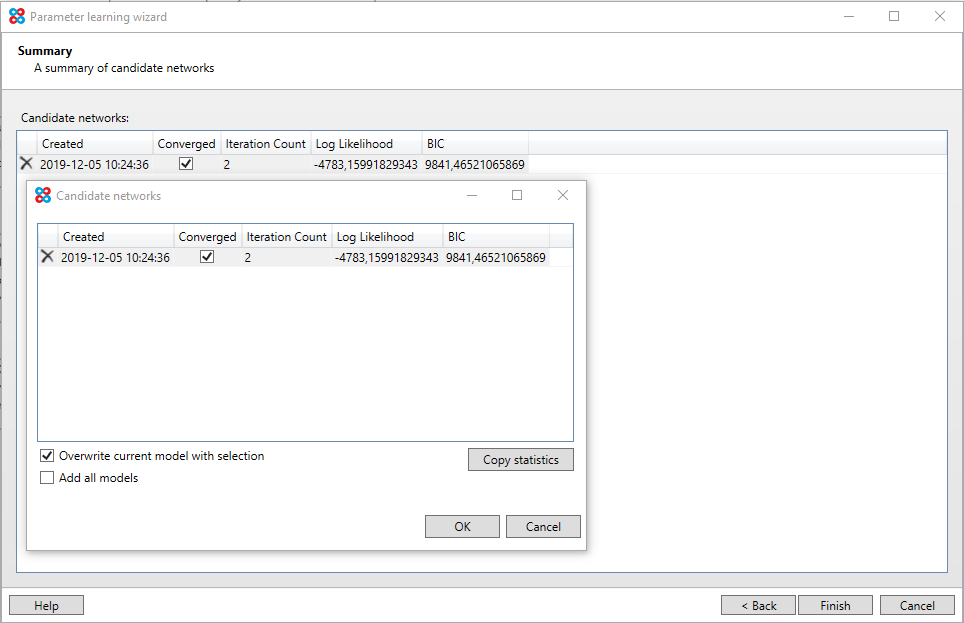 Parameter learning wizard
Summary
A summary of candidate networks
Candidate networks:
Created Converged Iteration Count Log Likelihood BIC
2019-12-05 10:24:36 2 -4783,15991829343 9841,46521065869
Candidate networks
Created Converged Iteration Count Log Likelihood BIC
2019-12-05 10:24:36 2 -4783,15991829343 9841,46521065869
Overwrite current model with selection
Copy statistics
Add all models
OK Cancel
Help < Back Finish Cancel